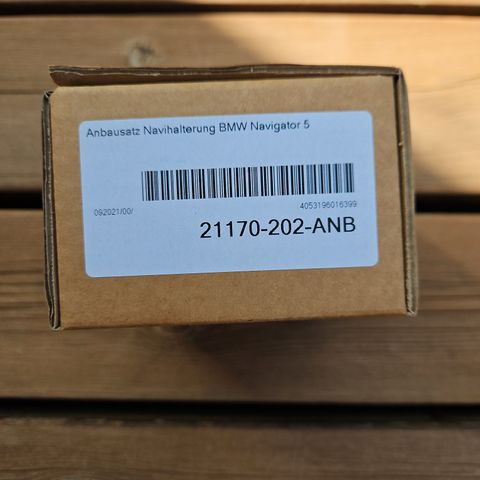 Anbausatz Navihalterung BMW Navigator 5
092021/00/
4053196016399
21170-202-ANB